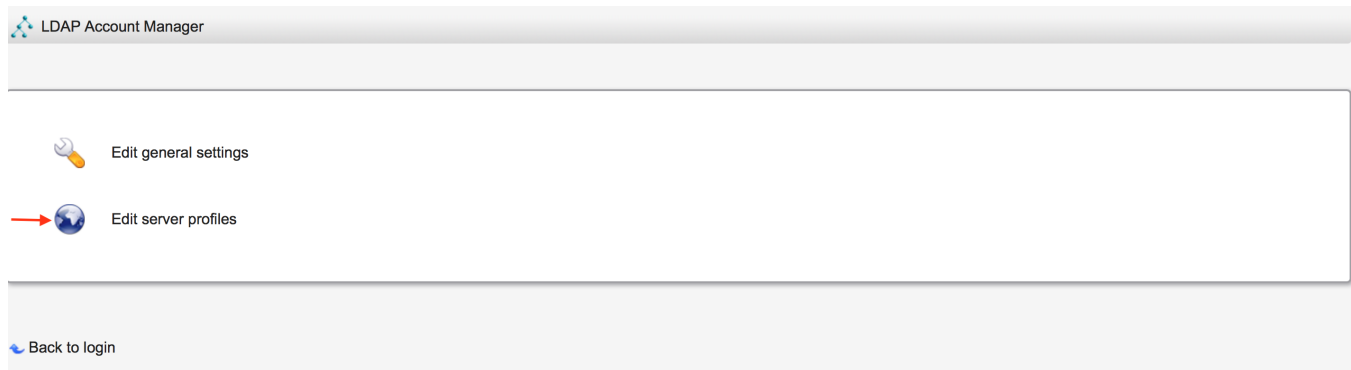 LDAP Account Manager
Edit general settings
Edit server profiles
Back to login